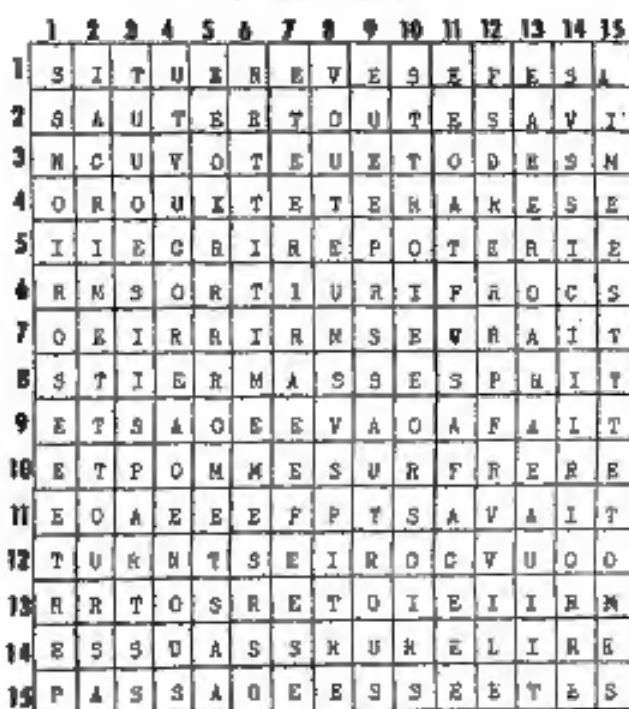 1 2 3 4 5 6 7 8 9 10 11 12 13 14 15
1 S I T U E R E V E S E F E S A
2 S A U T E R T O U T E S A V I
3 N C U V O T E U E T O D E S M
4 O R O U I T E T E R A R E S E
5 I I E C R I R E P O T E R I E
6 R M S O R T I U R I F R O C S
7 O E I R R I R M S E V R A I T
8 S T I E R M A S S E S P R I T
9 E T S A O E E V A O A F A I T
10 E T P O M M E S U R F R E R E
11 E O A E E E F P T S A V A I T
12 T U R N T S E I R O C V U O O
13 R R T O S R E T O I E I I R N
14 E S S U A S S R U R E L I R E
15 P A S S A G E E S S E E T E S